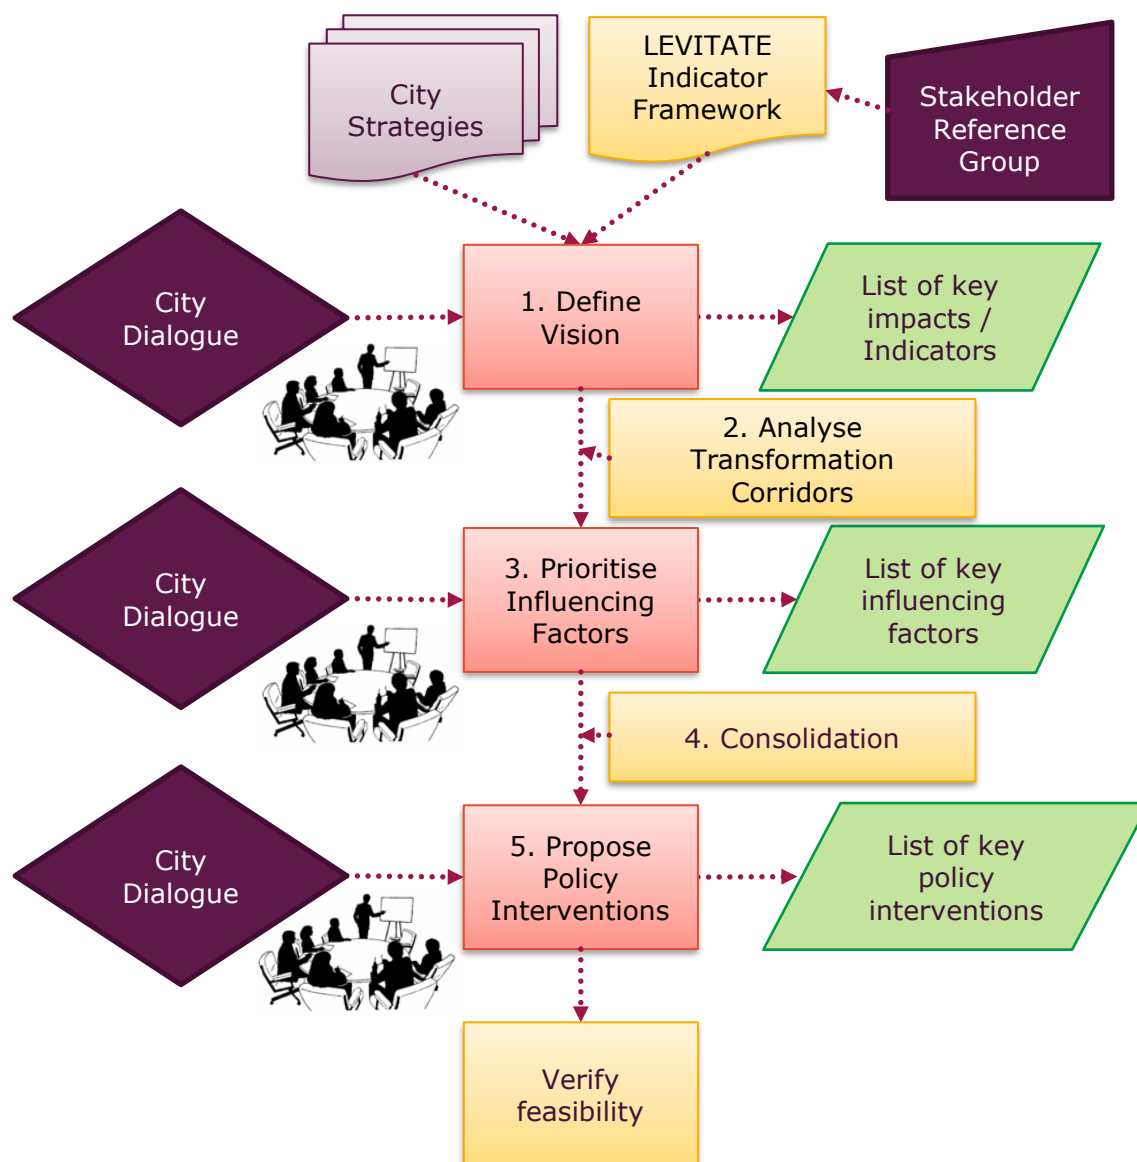 City
Strategies
LEVITATE
Indicator
Framework
Stakeholder
Reference
Group
City
Dialogue
1. Define
Vision
List of key
impacts /
Indicators
2. Analyse
Transformation
Corridors
City
Dialogue
3. Prioritise
Influencing
Factors
List of key
influencing
factors
4. Consolidation
City
Dialogue
5. Propose
Policy
Interventions
List of key
policy
interventions
Verify
feasibility